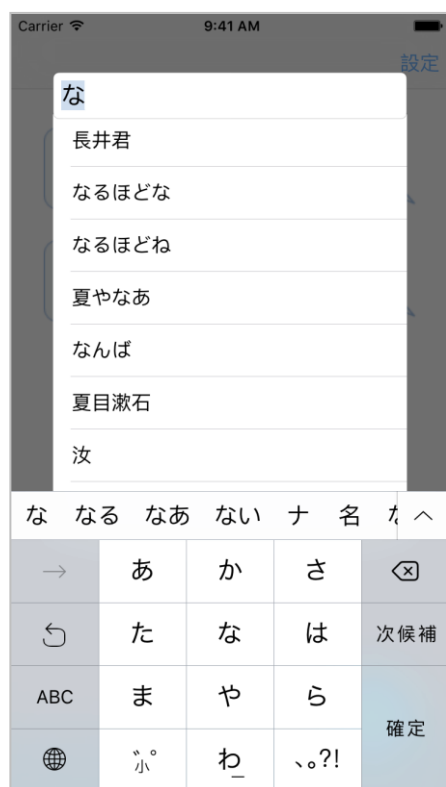 Carrier 9:41 AM
設定
な
長井君
なるほどな
なるほどね
夏やなあ
なんば
夏目漱石
汝
な なる なあ ない ナ 名
→ あ か さ
た な は 次候補
ABC ま や ら
確定
小゛゜ わ_ 、。?!